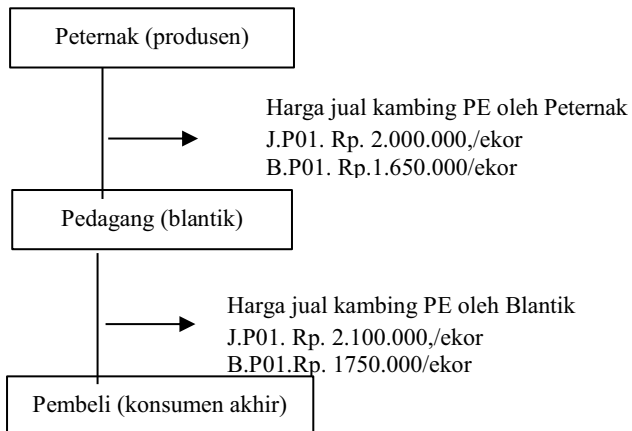 Peternak (produsen)
Harga jual kambing PE oleh Peternak
J.P01. Rp. 2.000.000,/ekor
B.P01. Rp.1.650.000/ekor
Pedagang (blantik)
Harga jual kambing PE oleh Blantik
J.P01. Rp. 2.100.000,/ekor
B.P01.Rp. 1750.000/ekor
Pembeli (konsumen akhir)